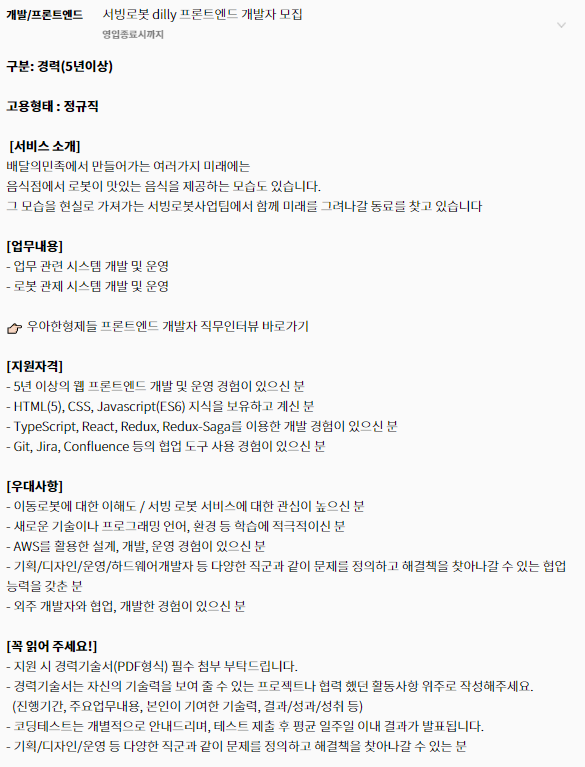 개발/프론트엔드 서빙로봇 dilly 프론트엔드 개발자 모집
영입종료시까지
구분: 경력(5년이상)
고용형태 : 정규직
[서비스 소개]
배달의민족에서 만들어가는 여러가지 미래에는
음식점에서 로봇이 맛있는 음식을 제공하는 모습도 있습니다.
그 모습을 현실로 가져가는 서빙로봇사업팀에서 함께 미래를 그려나갈 동료를 찾고 있습니다
[업무내용]
- 업무 관련 시스템 개발 및 운영
- 로봇 관제 시스템 개발 및 운영
👉 우아한형제들 프론트엔드 개발자 직무인터뷰 바로가기
[지원자격]
- 5년 이상의 웹 프론트엔드 개발 및 운영 경험이 있으신 분
- HTML(5), CSS, Javascript(ES6) 지식을 보유하고 계신 분
- TypeScript, React, Redux, Redux-Saga를 이용한 개발 경험이 있으신 분
- Git, Jira, Confluence 등의 협업 도구 사용 경험이 있으신 분
[우대사항]
- 이동로봇에 대한 이해도 / 서빙 로봇 서비스에 대한 관심이 높으신 분
- 새로운 기술이나 프로그래밍 언어, 환경 등 학습에 적극적이신 분
- AWS를 활용한 설계, 개발, 운영 경험이 있으신 분
- 기획/디자인/운영/하드웨어개발자 등 다양한 직군과 같이 문제를 정의하고 해결책을 찾아나갈 수 있는 협업
능력을 갖춘 분
- 외주 개발자와 협업, 개발한 경험이 있으신 분
[꼭 읽어 주세요!]
- 지원 시 경력기술서(PDF형식) 필수 첨부 부탁드립니다.
- 경력기술서는 자신의 기술력을 보여 줄 수 있는 프로젝트나 협력 했던 활동사항 위주로 작성해주세요.
(진행기간, 주요업무내용, 본인이 기여한 기술력, 결과/성과/성취 등)
- 코딩테스트는 개별적으로 안내드리며, 테스트 제출 후 평균 일주일 이내 결과가 발표됩니다.
- 기획/디자인/운영 등 다양한 직군과 같이 문제를 정의하고 해결책을 찾아나갈 수 있는 분